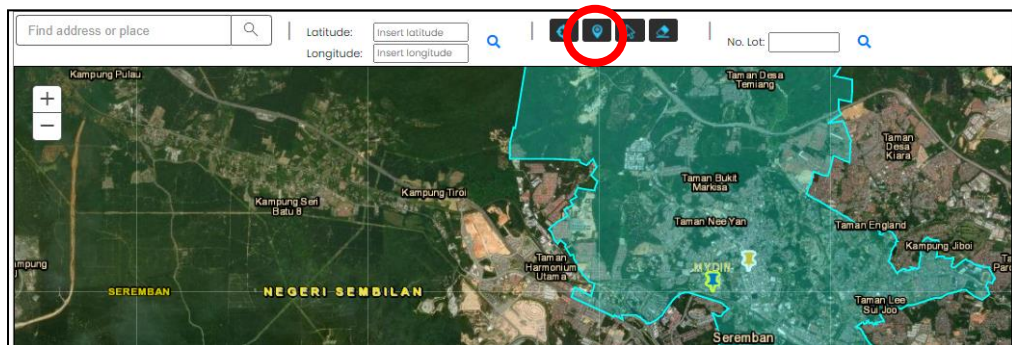 Find address or place
Latitude:
Insert latitude
Longitude:
Insert longitude
No. Lot:
Kampung Pulau
Taman Desa
Temiang
Taman
Desa
Kiara
Taman Bukit
Markisa
Kampung Tiroi
Kampung Seri
Batu 8
Taman Nee Yan
Taman England
Kampung Jiboi
Taman
Harmonium
Utama
MYDIN
SEREMBAN
NEGERI SEMBILAN
Taman Lee
Sui Joo
Seremban